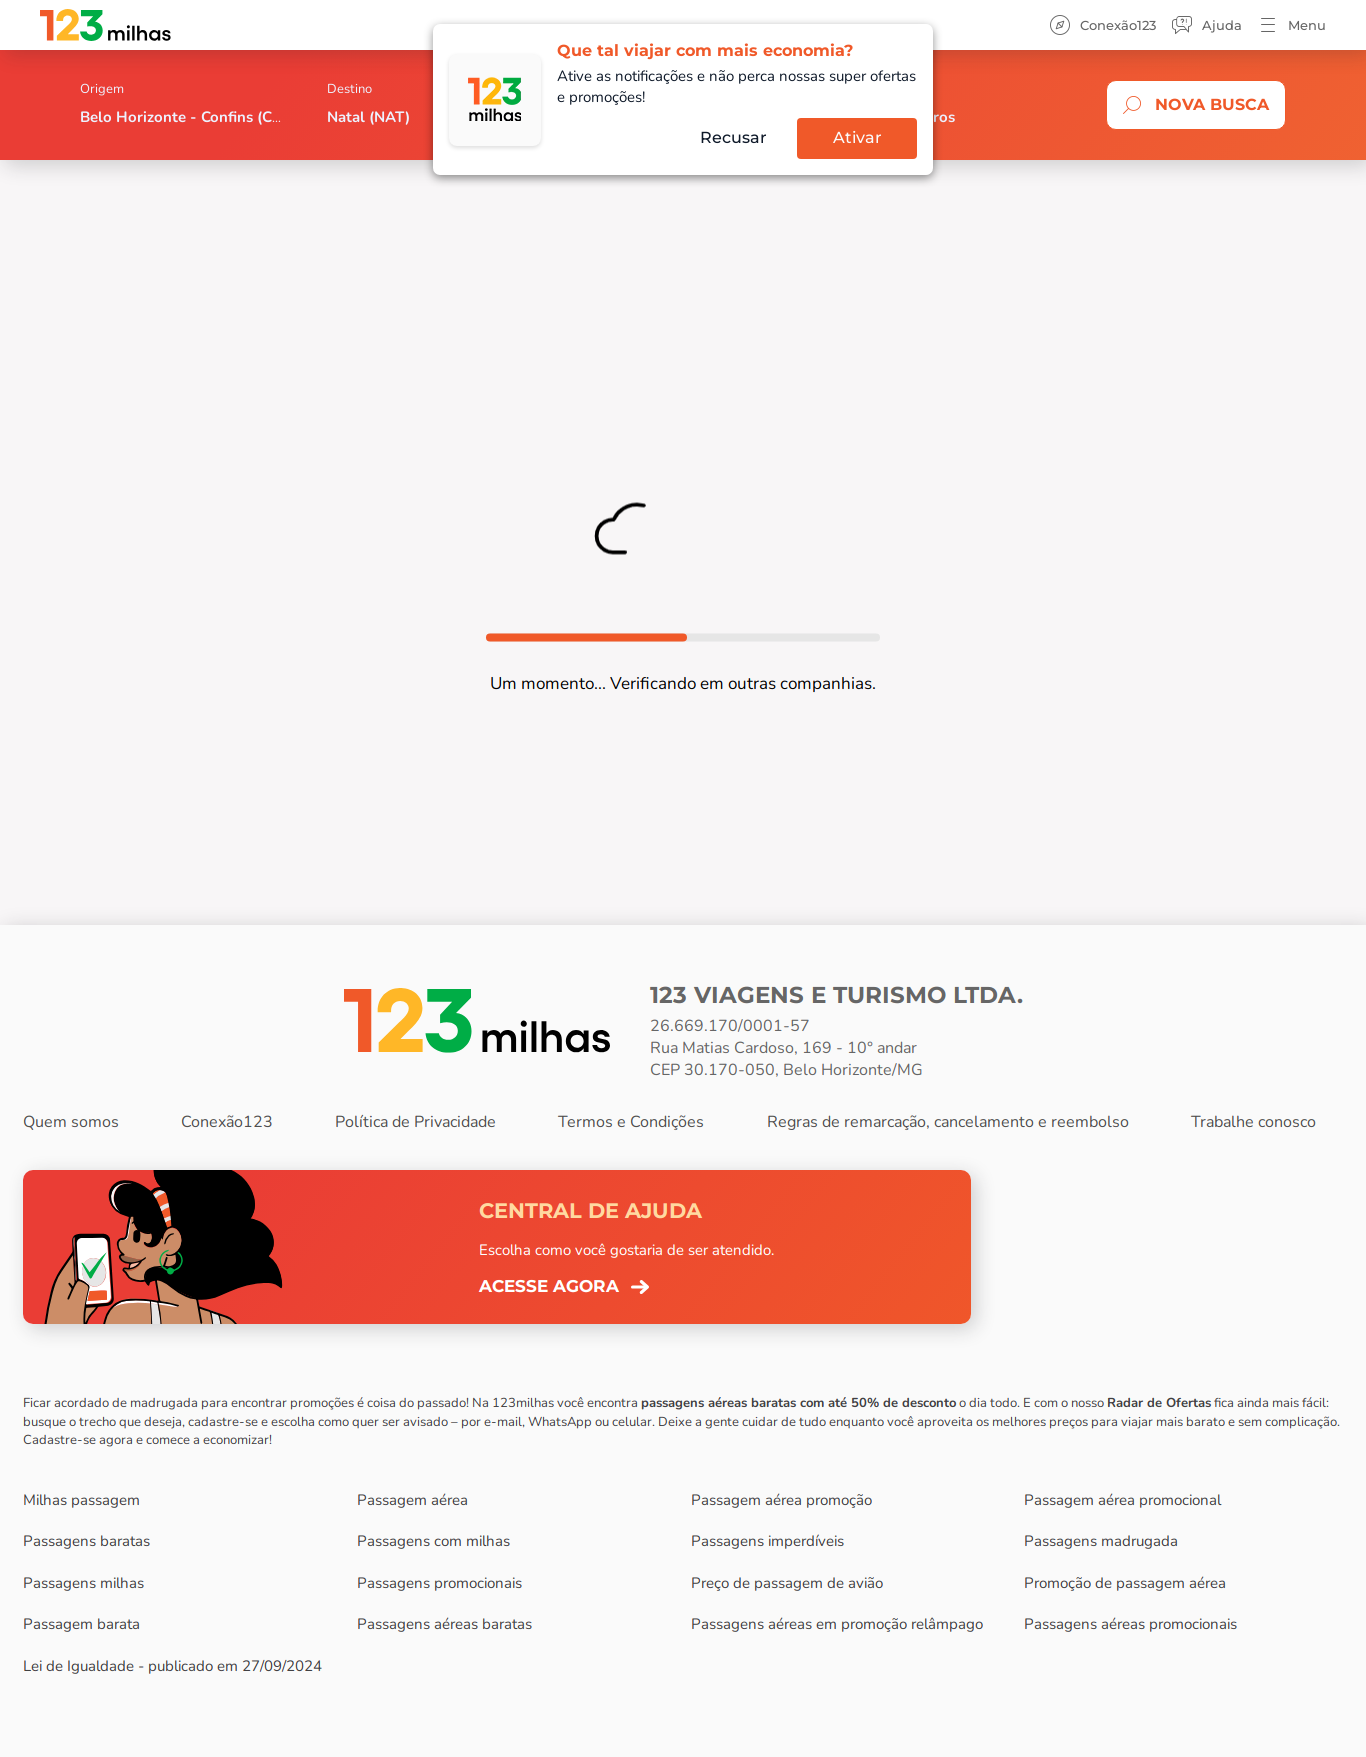 123 milhas
Conexão123
Ajuda
Menu
Origem
Belo Horizonte - Confins (C...
Destino
Natal (NAT)
123
milhas
Que tal viajar com mais economia?
Ative as notificações e não perca nossas super ofertas
e promoções!
Recusar
Ativar
NOVA BUSCA
Um momento... Verificando em outras companhias.
123 milhas
123 VIAGENS E TURISMO LTDA.
26.669.170/0001-57
Rua Matias Cardoso, 169 - 10° andar
CEP 30.170-050, Belo Horizonte/MG
Quem somos
Conexão123
Política de Privacidade
Termos e Condições
Regras de remarcação, cancelamento e reembolso
Trabalhe conosco
CENTRAL DE AJUDA
Escolha como você gostaria de ser atendido.
ACESSE AGORA
Ficar acordado de madrugada para encontrar promoções é coisa do passado! Na 123milhas você encontra passagens aéreas baratas com até 50% de desconto o dia todo. E com o nosso Radar de Ofertas fica ainda mais fácil:
busque o trecho que deseja, cadastre-se e escolha como quer ser avisado – por e-mail, WhatsApp ou celular. Deixe a gente cuidar de tudo enquanto você aproveita os melhores preços para viajar mais barato e sem complicação.
Cadastre-se agora e comece a economizar!
Milhas passagem
Passagem aérea
Passagem aérea promoção
Passagem aérea promocional
Passagens baratas
Passagens com milhas
Passagens imperdíveis
Passagens madrugada
Passagens milhas
Passagens promocionais
Preço de passagem de avião
Promoção de passagem aérea
Passagem barata
Passagens aéreas baratas
Passagens aéreas em promoção relâmpago
Passagens aéreas promocionais
Lei de Igualdade - publicado em 27/09/2024